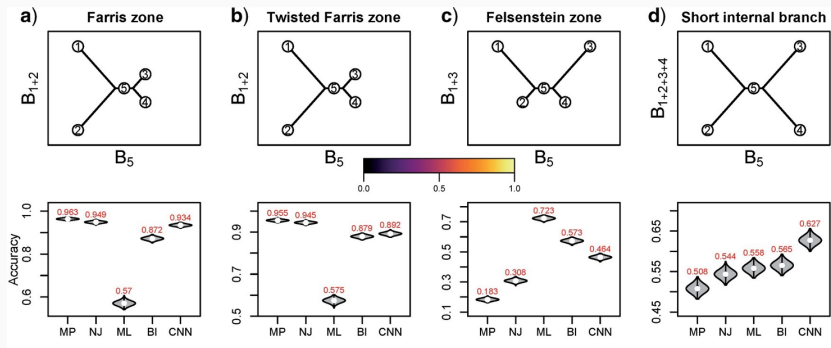 a) Farris zone
b) Twisted Farris zone
c) Felsenstein zone
d) Short internal branch
B1+2
1
2
3
4
5
B5
B1+2
1
2
3
4
5
B5
B1+3
1
2
3
4
5
B5
B1+2+3+4
1
2
3
4
5
B5
0.0 0.5 1.0
Accuracy
1.0
0.8
0.6
0.963 0.949 0.57 0.872 0.934
MP NJ ML BI CNN
0.9
0.7
0.5
0.955 0.945 0.575 0.879 0.892
MP NJ ML BI CNN
0.7
0.5
0.3
0.1
0.183 0.308 0.723 0.573 0.464
MP NJ ML BI CNN
0.65
0.55
0.45
0.508 0.544 0.558 0.565 0.627
MP NJ ML BI CNN